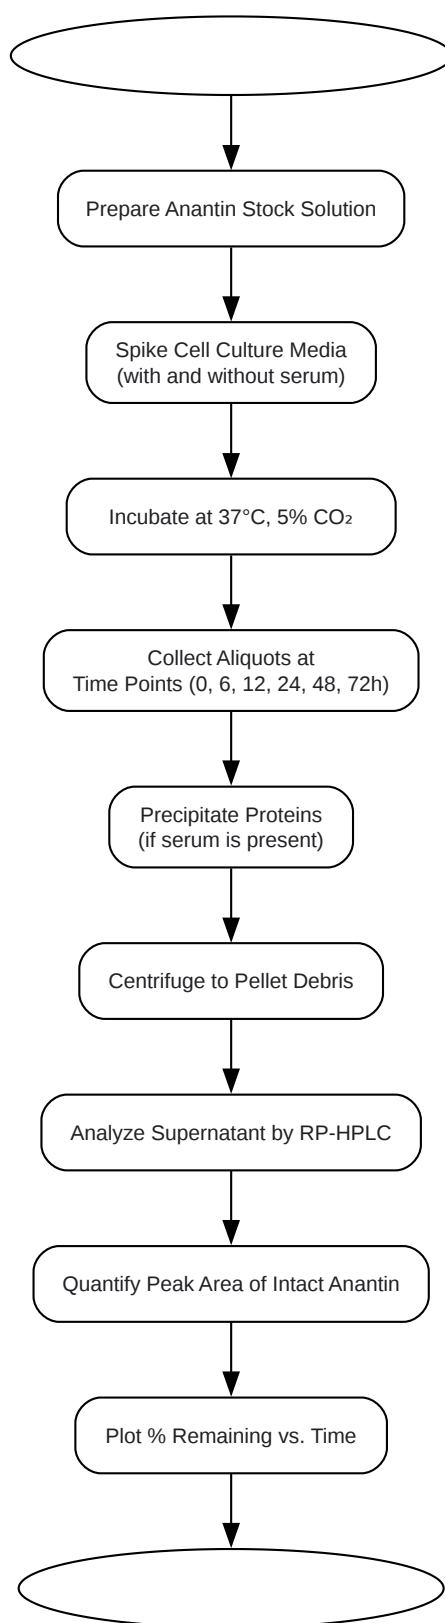 Prepare Anantin Stock Solution
Spike Cell Culture Media
(with and without serum)
Incubate at 37°C, 5% CO₂
Collect Aliquots at
Time Points (0, 6, 12, 24, 48, 72h)
Precipitate Proteins
(if serum is present)
Centrifuge to Pellet Debris
Analyze Supernatant by RP-HPLC
Quantify Peak Area of Intact Anantin
Plot % Remaining vs. Time